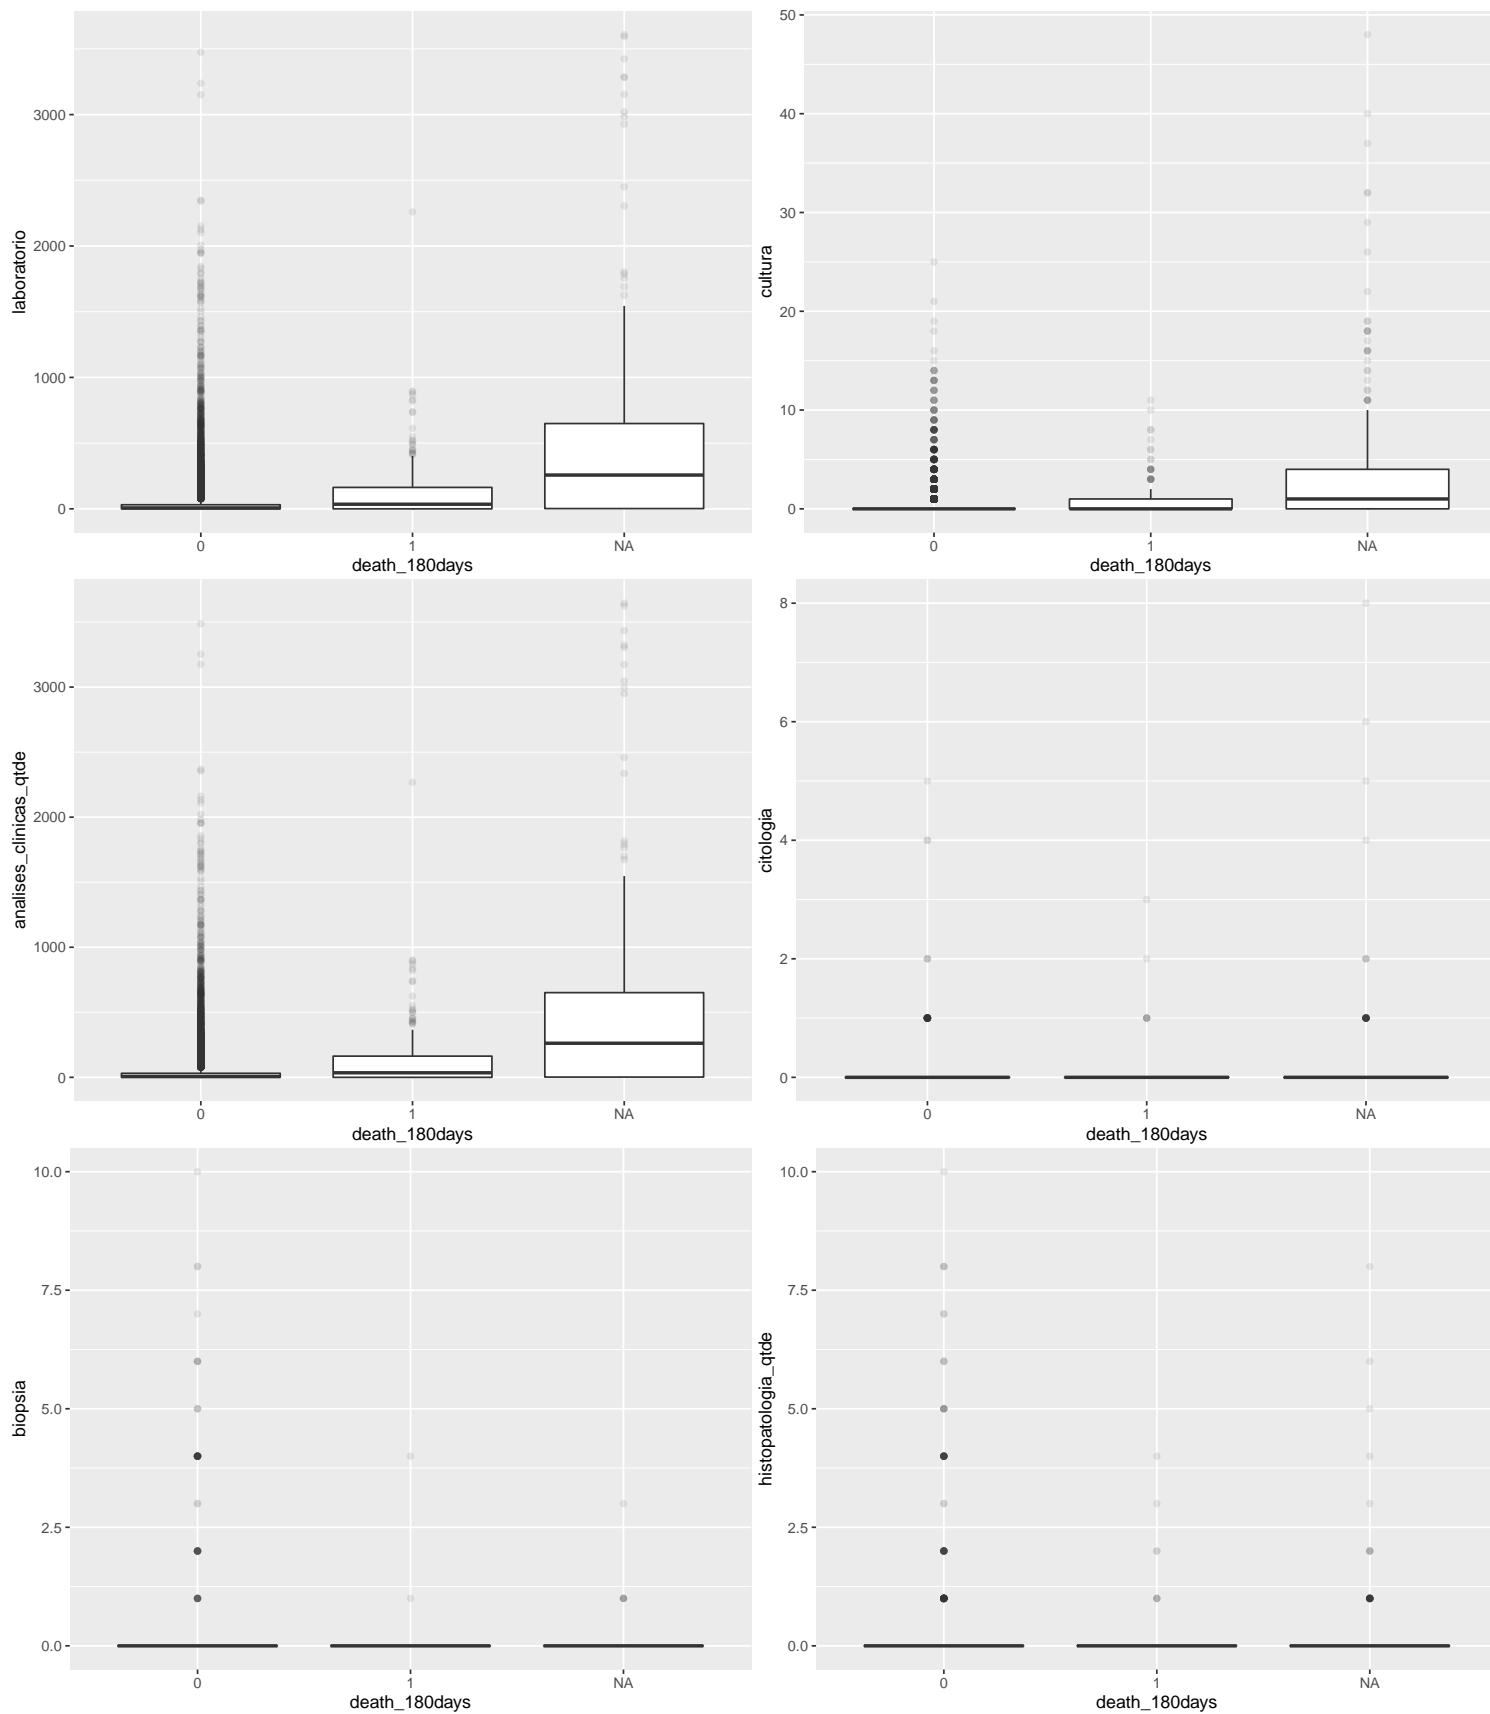 laboratorio
3000
2000
1000
0
0 1 NA
death_180days
cultura
50
40
30
20
10
0
0 1 NA
death_180days
analises_clinicas_qtde
3000
2000
1000
0
0 1 NA
death_180days
citologia
8
6
4
2
0
0 1 NA
death_180days
biopsia
10.0
7.5
5.0
2.5
0.0
0 1 NA
death_180days
histopatologia_qtde
10.0
7.5
5.0
2.5
0.0
0 1 NA
death_180days